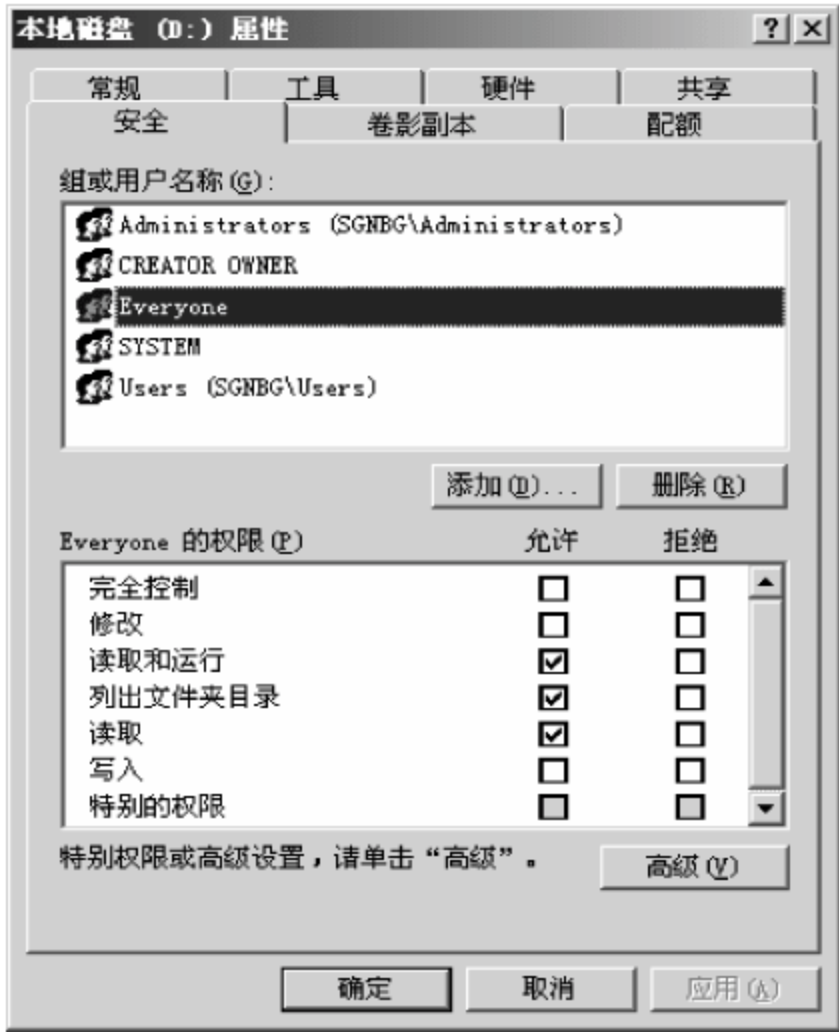 本地磁盘 (D:) 属性
常规 工具 硬件 共享
安全 卷影副本 配额
组或用户名称(G):
Administrators (SGNBG\Administrators)
CREATOR OWNER
Everyone
SYSTEM
Users (SGNBG\Users)
添加(D)... 删除(R)
Everyone 的权限(P) 允许 拒绝
完全控制
修改
读取和运行
列出文件夹目录
读取
写入
特别的权限
特别权限或高级设置，请单击“高级”。 高级(V)
确定 取消 应用(A)